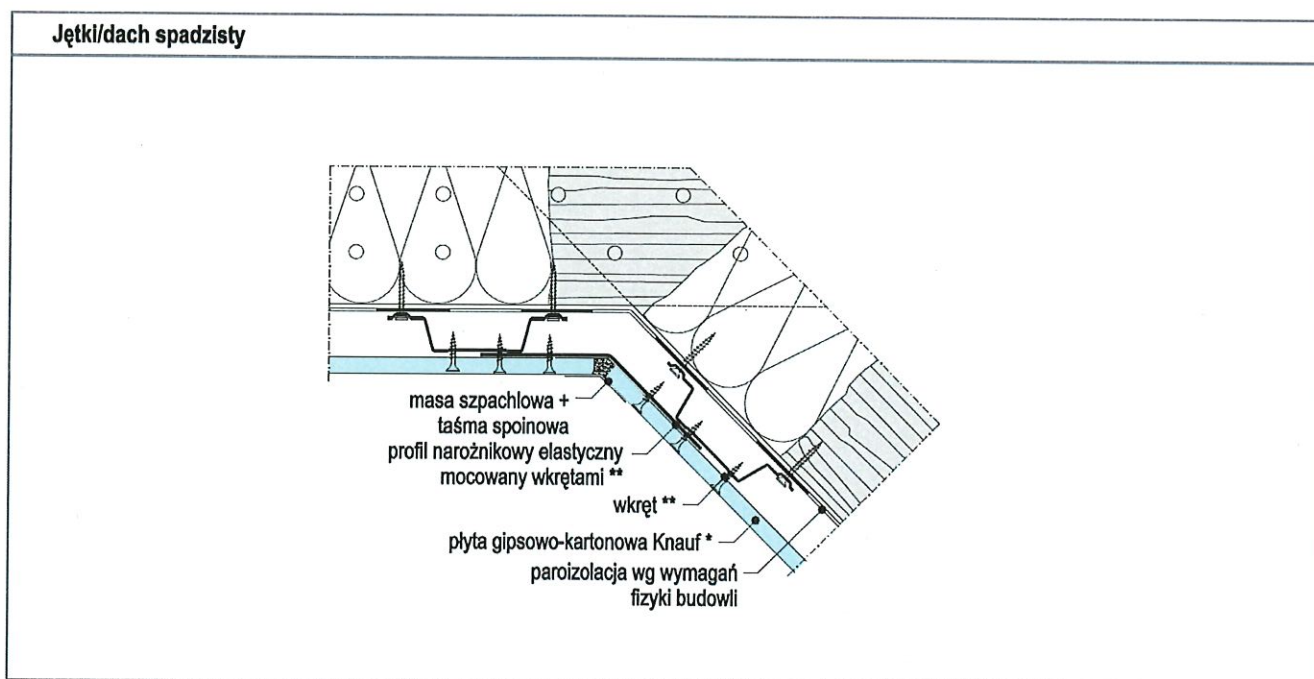 Jętki/dach spadzisty
masa szpachlowa +
taśma spoinowa
profil narożnikowy elastyczny
mocowany wkrętami **
wkręt **
płyta gipsowo-kartonowa Knauf *
paroizolacja wg wymagań
fizyki budowli